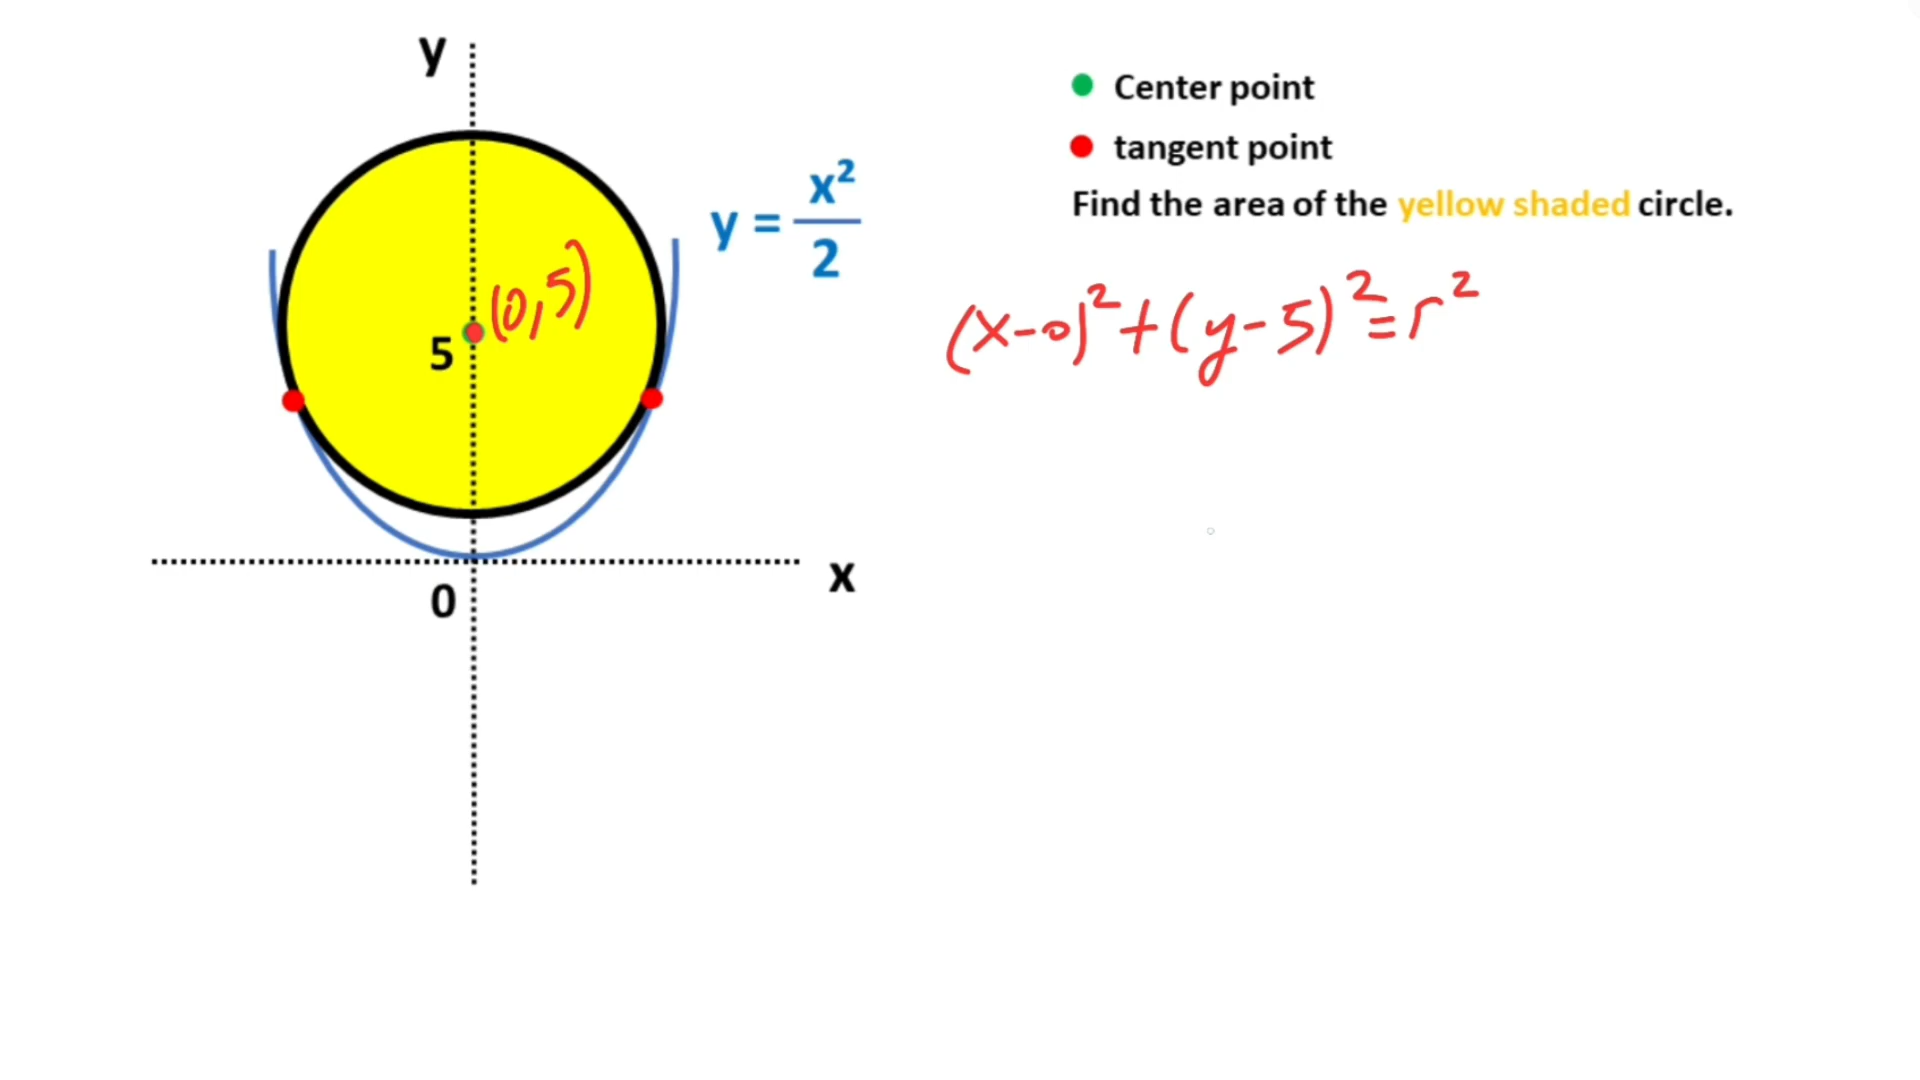 y
Center point
tangent point
y = x²/2
Find the area of the yellow shaded circle.
(0,5)
(x-0)²+(y-5)²=r²
5
x
0